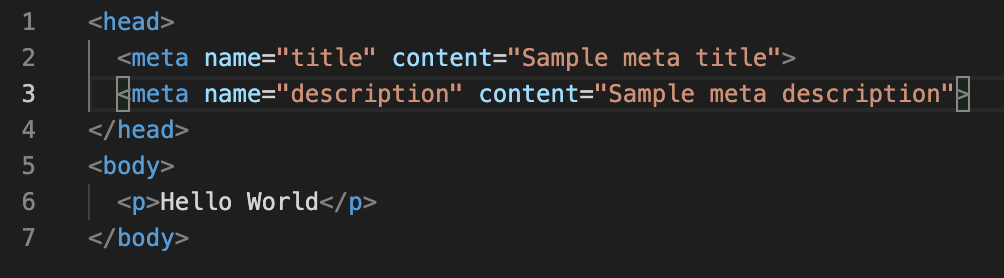 1 <head>
2   <meta name="title" content="Sample meta title">
3   <meta name="description" content="Sample meta description">
4 </head>
5 <body>
6   <p>Hello World</p>
7 </body>